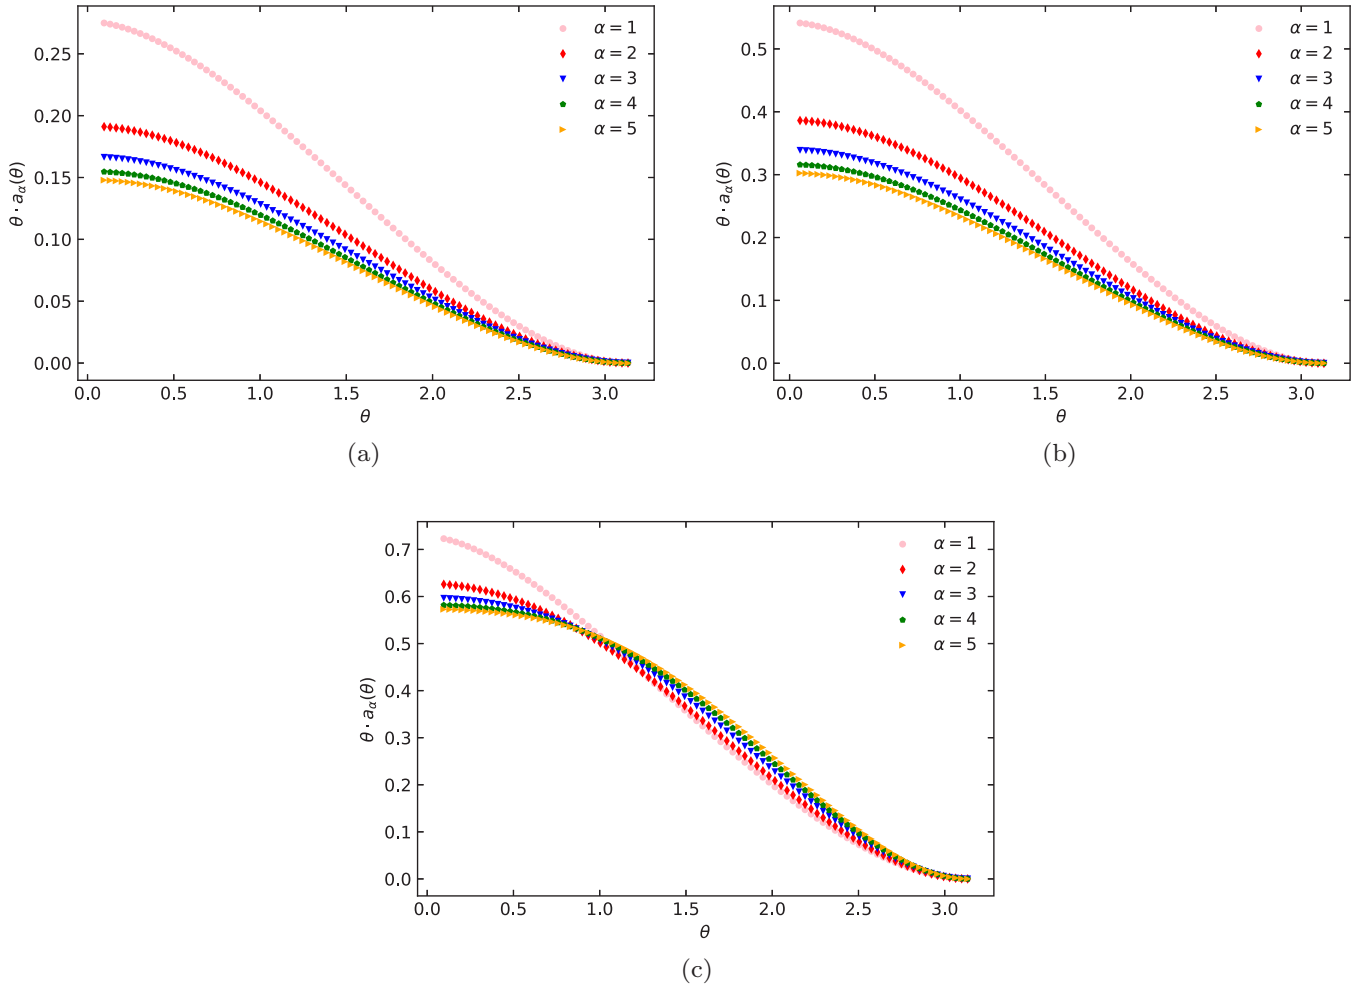 0.25
0.20
0.15
0.10
0.05
0.00
θ · a_α(θ)
0.0 0.5 1.0 1.5 2.0 2.5 3.0
θ
α = 1
α = 2
α = 3
α = 4
α = 5
(a)
0.5
0.4
0.3
0.2
0.1
0.0
θ · a_α(θ)
0.0 0.5 1.0 1.5 2.0 2.5 3.0
θ
α = 1
α = 2
α = 3
α = 4
α = 5
(b)
0.7
0.6
0.5
0.4
0.3
0.2
0.1
0.0
θ · a_α(θ)
0.0 0.5 1.0 1.5 2.0 2.5 3.0
θ
α = 1
α = 2
α = 3
α = 4
α = 5
(c)